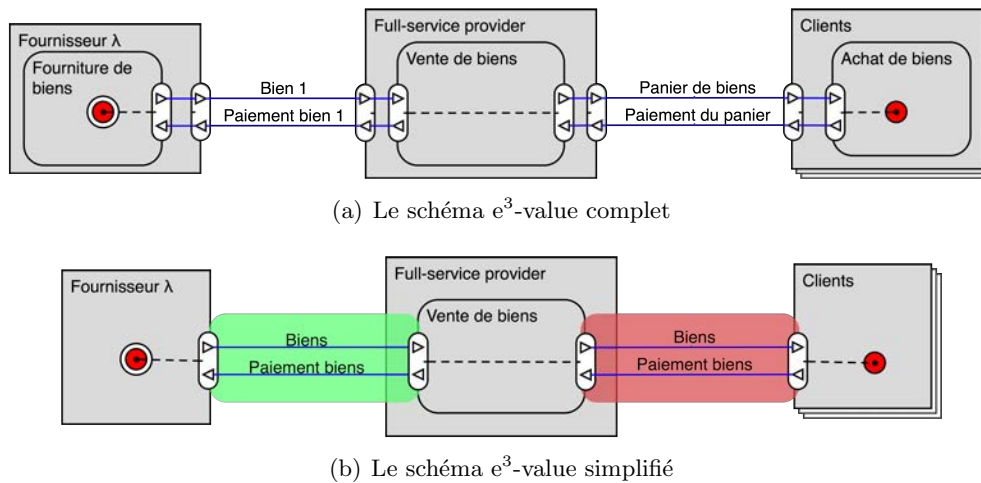 Fournisseur λ
Fourniture de
biens
Bien 1
Paiement bien 1
Full-service provider
Vente de biens
Panier de biens
Paiement du panier
Clients
Achat de biens
(a) Le schéma e³-value complet
Fournisseur λ
Biens
Paiement biens
Full-service provider
Vente de biens
Biens
Paiement biens
Clients
(b) Le schéma e³-value simplifié